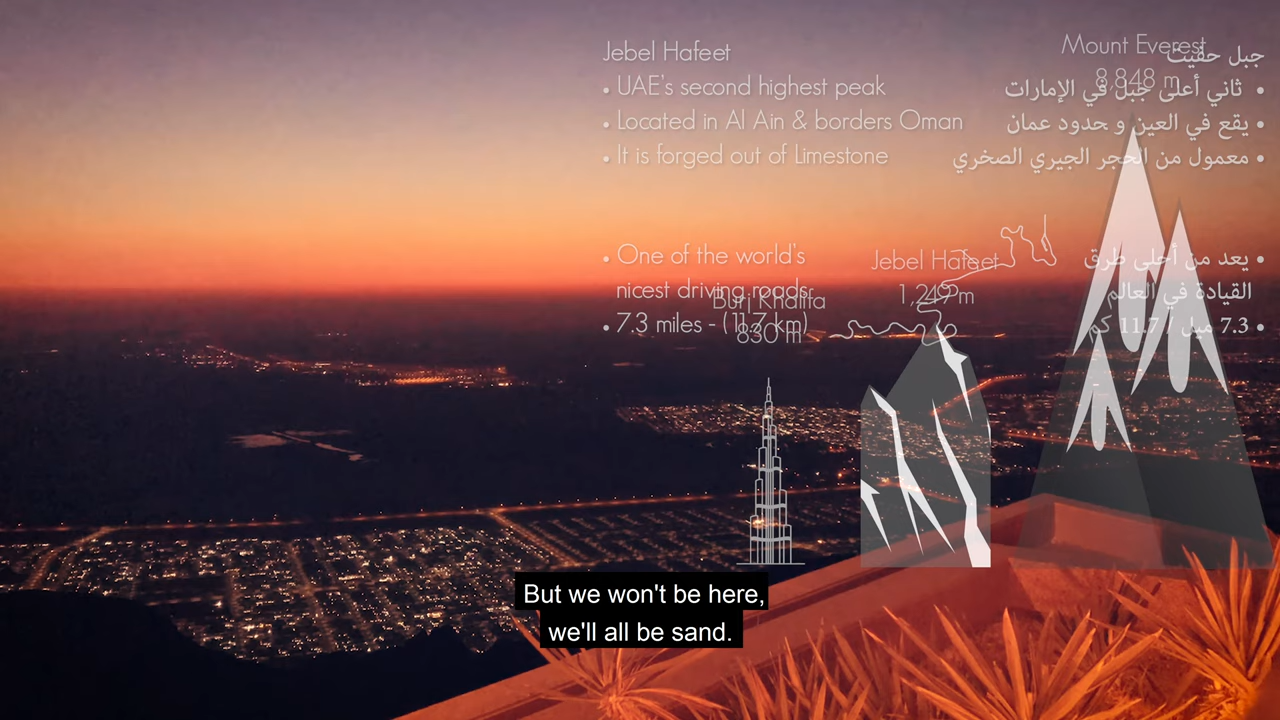 Jebel Hafeet
• UAE's second highest peak
• Located in Al Ain & borders Oman
• It is forged out of Limestone
• One of the world's
nicest driving roads
• 7.3 miles - (11.7 km)
Mount Everest
8,848 m
جبل حفيت
• ثاني أعلى جبل في الإمارات
• يقع في العين و حدود عمان
• معمول من الحجر الجيري الصخري
• يعد من أحلى طرق
القيادة في العالم
• 7.3 ميل / 11.7 كم
Jebel Hafeet
1,249 m
Burj Khalifa
830 m
But we won't be here,
we'll all be sand.